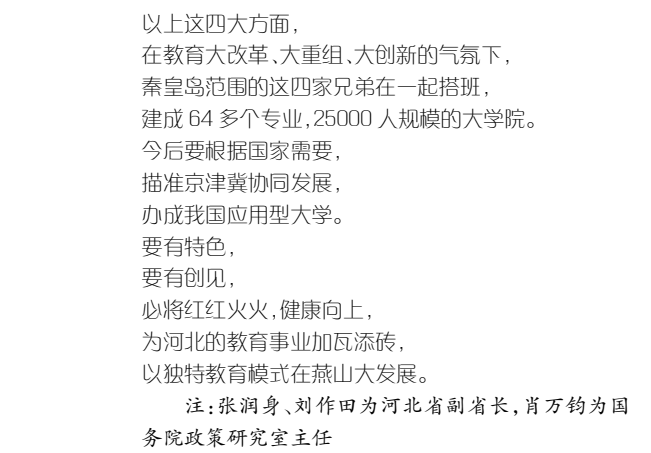 以上这四大方面，
在教育大改革、大重组、大创新的气氛下，
秦皇岛范围的这四家兄弟在一起搭班，
建成 64 多个专业，25000 人规模的大学院。
今后要根据国家需要，
描准京津冀协同发展，
办成我国应用型大学。
要有特色，
要有创见，
必将红红火火，健康向上，
为河北的教育事业加瓦添砖，
以独特教育模式在燕山大发展。
注：张润身、刘作田为河北省副省长，肖万钧为国
务院政策研究室主任